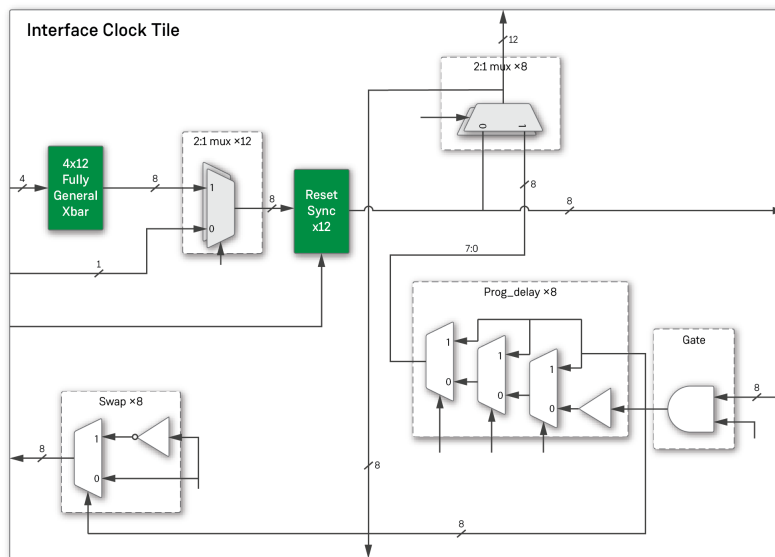 Interface Clock Tile
12
2:1 mux ×8
0
1
8
2:1 mux ×12
4x12
Fully
General
Xbar
4
8
1
0
8
Reset
Sync
x12
8
1
7:0
Prog_delay ×8
1
0
1
0
1
0
Gate
8
Swap ×8
1
0
8
8
8